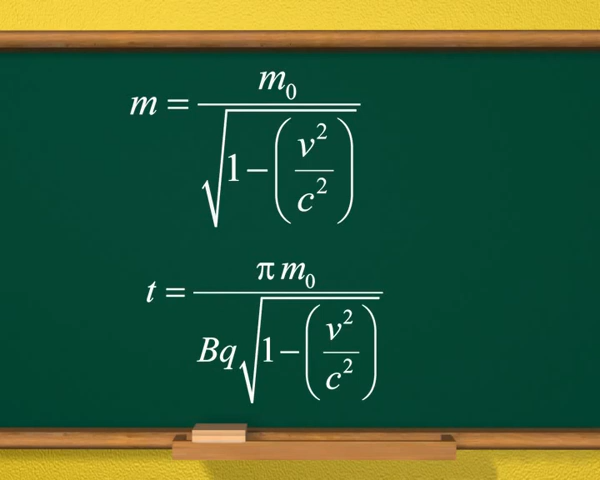 m = m₀ / √(1 − (v² / c²))
t = π m₀ / (Bq √(1 − (v² / c²)))